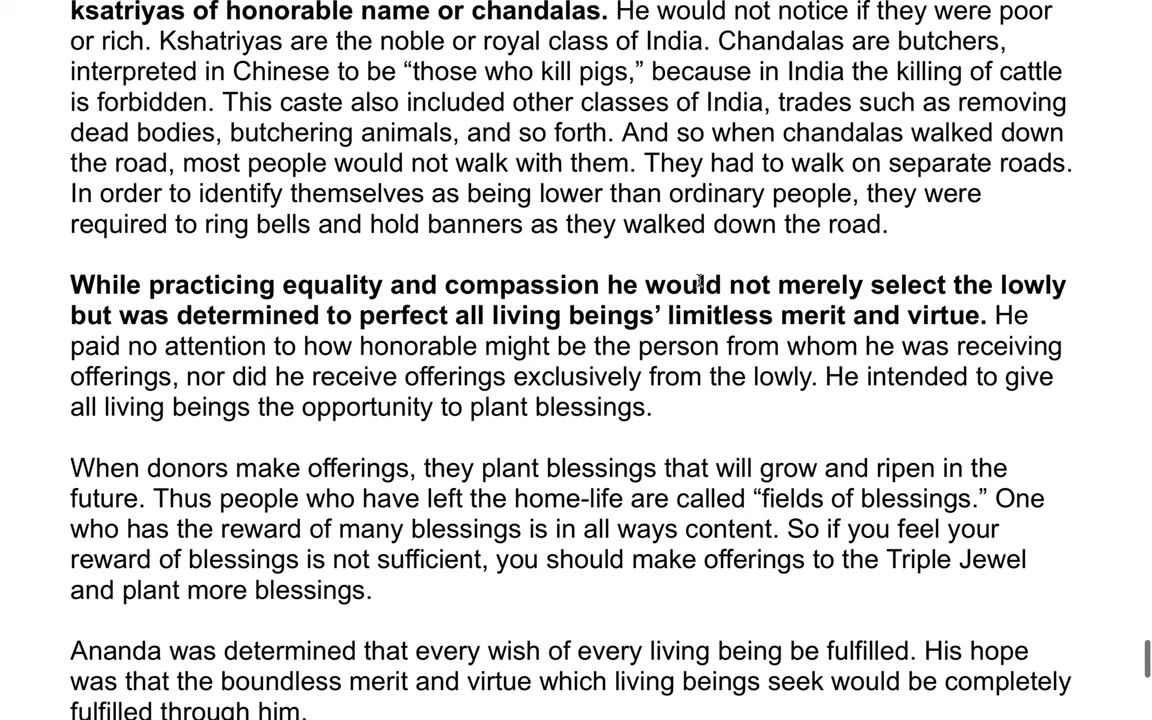 ksatriyas of honorable name or chandalas. He would not notice if they were poor
or rich. Kshatriyas are the noble or royal class of India. Chandalas are butchers,
interpreted in Chinese to be “those who kill pigs,” because in India the killing of cattle
is forbidden. This caste also included other classes of India, trades such as removing
dead bodies, butchering animals, and so forth. And so when chandalas walked down
the road, most people would not walk with them. They had to walk on separate roads.
In order to identify themselves as being lower than ordinary people, they were
required to ring bells and hold banners as they walked down the road.
While practicing equality and compassion he would not merely select the lowly
but was determined to perfect all living beings’ limitless merit and virtue. He
paid no attention to how honorable might be the person from whom he was receiving
offerings, nor did he receive offerings exclusively from the lowly. He intended to give
all living beings the opportunity to plant blessings.
When donors make offerings, they plant blessings that will grow and ripen in the
future. Thus people who have left the home-life are called “fields of blessings.” One
who has the reward of many blessings is in all ways content. So if you feel your
reward of blessings is not sufficient, you should make offerings to the Triple Jewel
and plant more blessings.
Ananda was determined that every wish of every living being be fulfilled. His hope
was that the boundless merit and virtue which living beings seek would be completely
fulfilled through him.